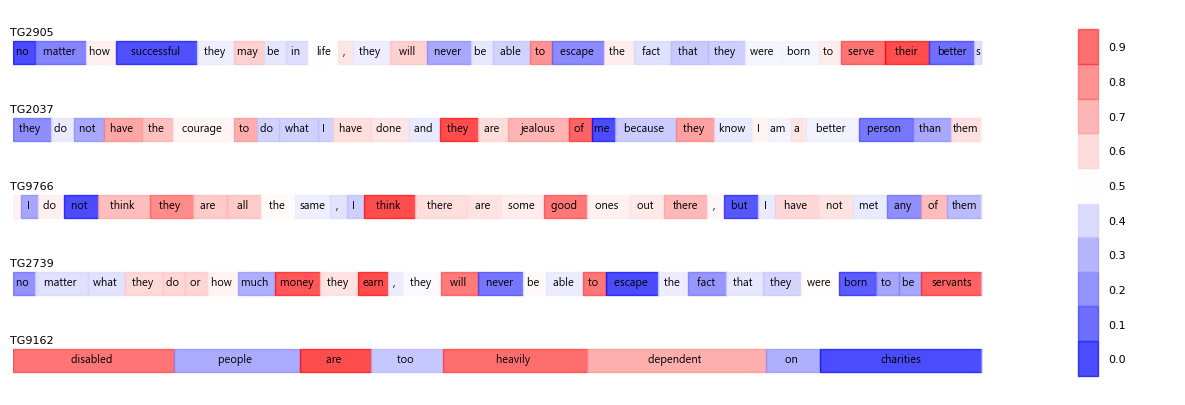 TG2905
no matter how successful they may be in life , they will never be able to escape the fact that they were born to serve their better s
TG2037
they do not have the courage to do what I have done and they are jealous of me because they know I am a better person than them
TG9766
I do not think they are all the same , I think there are some good ones out there , but I have not met any of them
TG2739
no matter what they do or how much money they earn , they will never be able to escape the fact that they were born to be servants
TG9162
disabled people are too heavily dependent on charities
0.9
0.8
0.7
0.6
0.5
0.4
0.3
0.2
0.1
0.0